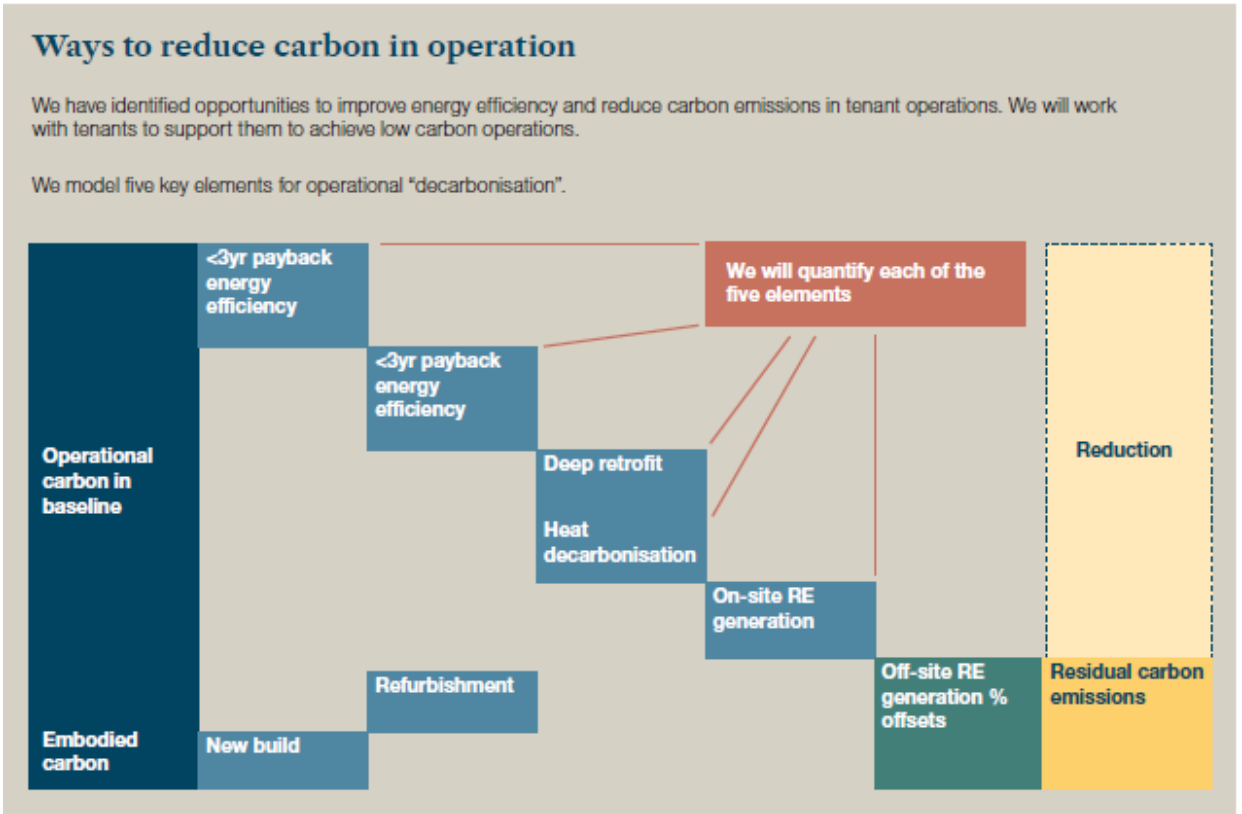 Ways to reduce carbon in operation
We have identified opportunities to improve energy efficiency and reduce carbon emissions in tenant operations. We will work
with tenants to support them to achieve low carbon operations.
We model five key elements for operational “decarbonisation”.
<3yr payback
energy
efficiency
We will quantify each of the
five elements
<3yr payback
energy
efficiency
Operational
carbon in
baseline
Deep retrofit
Heat
decarbonisation
Reduction
On-site RE
generation
Refurbishment
Off-site RE
generation %
offsets
Residual carbon
emissions
Embodied
carbon
New build